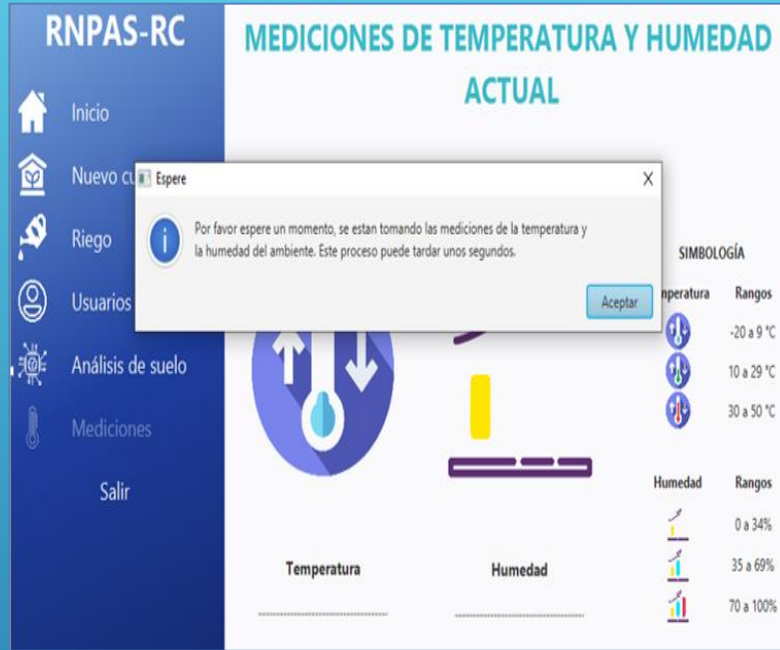 RNPAS-RC
Inicio
Nuevo cu
Riego
Usuarios
Análisis de suelo
Mediciones
Salir
MEDICIONES DE TEMPERATURA Y HUMEDAD
ACTUAL
Espere
Por favor espere un momento, se estan tomando las mediciones de la temperatura y
la humedad del ambiente. Este proceso puede tardar unos segundos.
Aceptar
SIMBOLOGÍA
mperatura Rangos
-20 a 9 °C
10 a 29 °C
30 a 50 °C
Humedad Rangos
0 a 34%
35 a 69%
70 a 100%
Temperatura Humedad